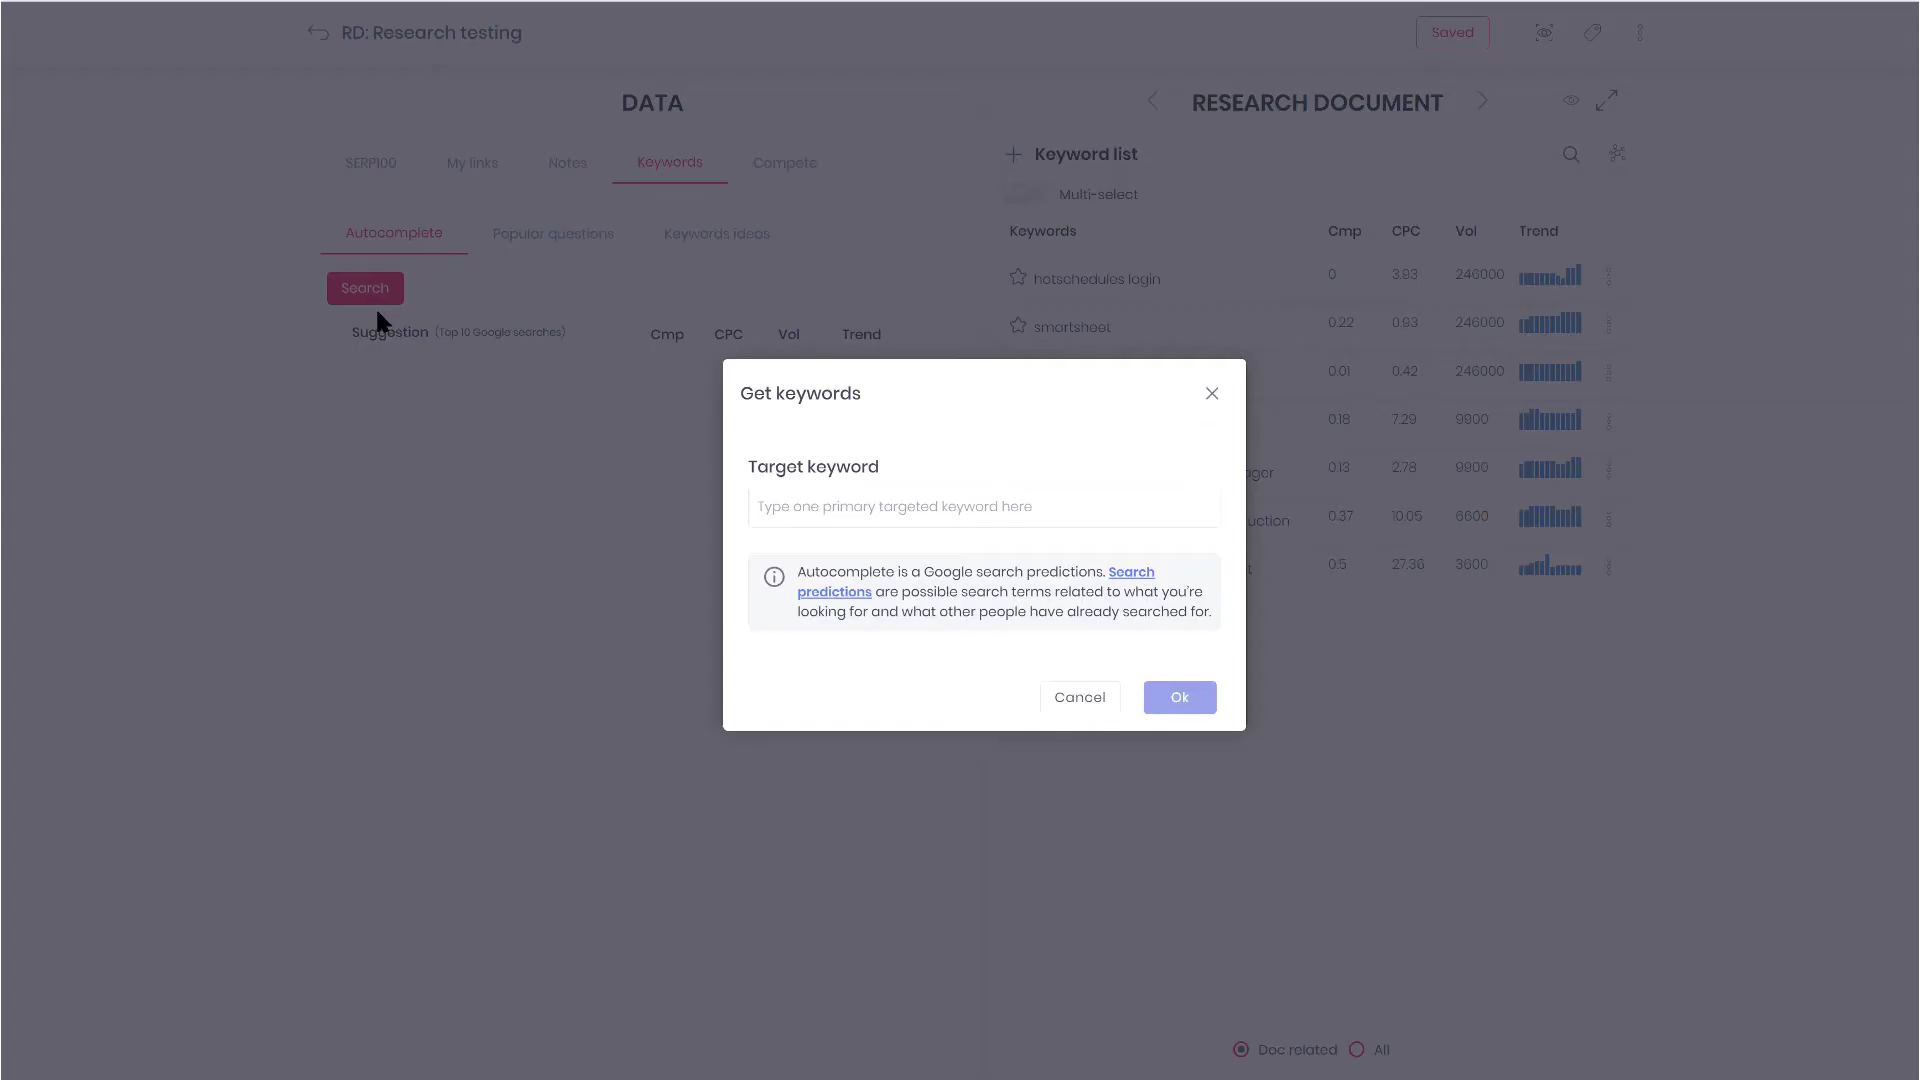 RD: Research testing
Saved
DATA
RESEARCH DOCUMENT
SERP100 My links Notes Keywords Compete
Keyword list
Multi-select
Autocomplete Popular questions Keywords ideas
Keywords Cmp CPC Vol Trend
Search
hotschedules login 0 3.93 246000
Suggestion (Top 10 Google searches) Cmp CPC Vol Trend
smartsheet 0.22 0.93 246000
0.01 0.42 246000
0.18 7.29 9900
0.13 2.78 9900
0.37 10.05 6600
0.5 27.36 3600
Get keywords
Target keyword
Type one primary targeted keyword here
Autocomplete is a Google search predictions. Search
predictions are possible search terms related to what you're
looking for and what other people have already searched for.
Cancel Ok
Doc related All